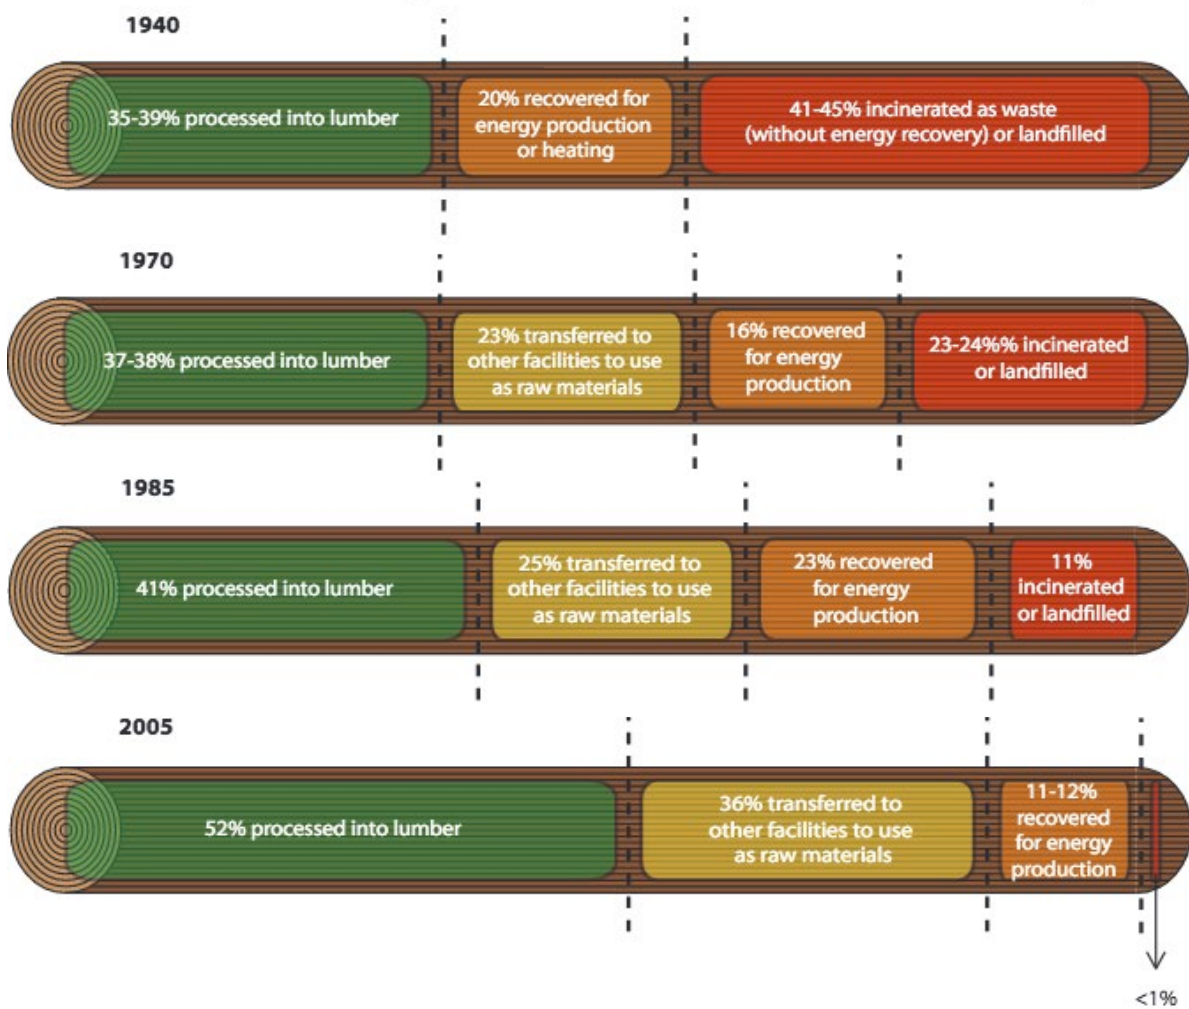 1940
35-39% processed into lumber
20% recovered for
energy production
or heating
41-45% incinerated as waste
(without energy recovery) or landfilled
1970
37-38% processed into lumber
23% transferred to
other facilities to use
as raw materials
16% recovered
for energy
production
23-24%% incinerated
or landfilled
1985
41% processed into lumber
25% transferred to
other facilities to use
as raw materials
23% recovered
for energy
production
11%
incinerated
or landfilled
2005
52% processed into lumber
36% transferred to
other facilities to use
as raw materials
11-12%
recovered
for energy
production
<1%